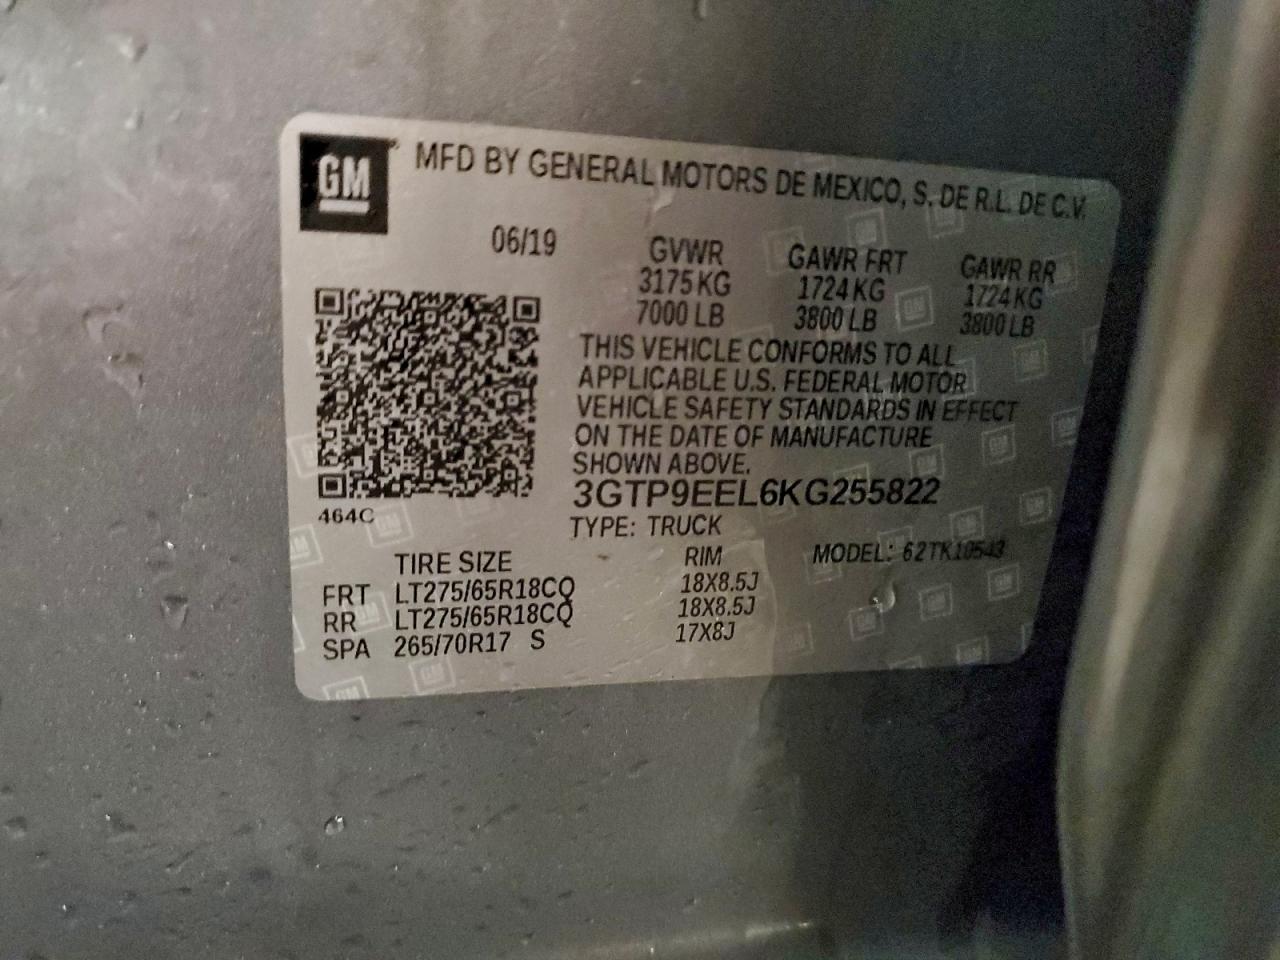 GM
MFD BY GENERAL MOTORS DE MEXICO, S. DE R.L. DE C.V.
06/19 GVWR GAWR FRT GAWR RR
3175 KG 1724 KG 1724 KG
7000 LB 3800 LB 3800 LB
THIS VEHICLE CONFORMS TO ALL
APPLICABLE U.S. FEDERAL MOTOR
VEHICLE SAFETY STANDARDS IN EFFECT
ON THE DATE OF MANUFACTURE
SHOWN ABOVE.
3GTP9EEL6KG255822
464C
TYPE: TRUCK
TIRE SIZE RIM MODEL: 62TK10543
FRT LT275/65R18CQ 18X8.5J
RR LT275/65R18CQ 18X8.5J
SPA 265/70R17 S 17X8J